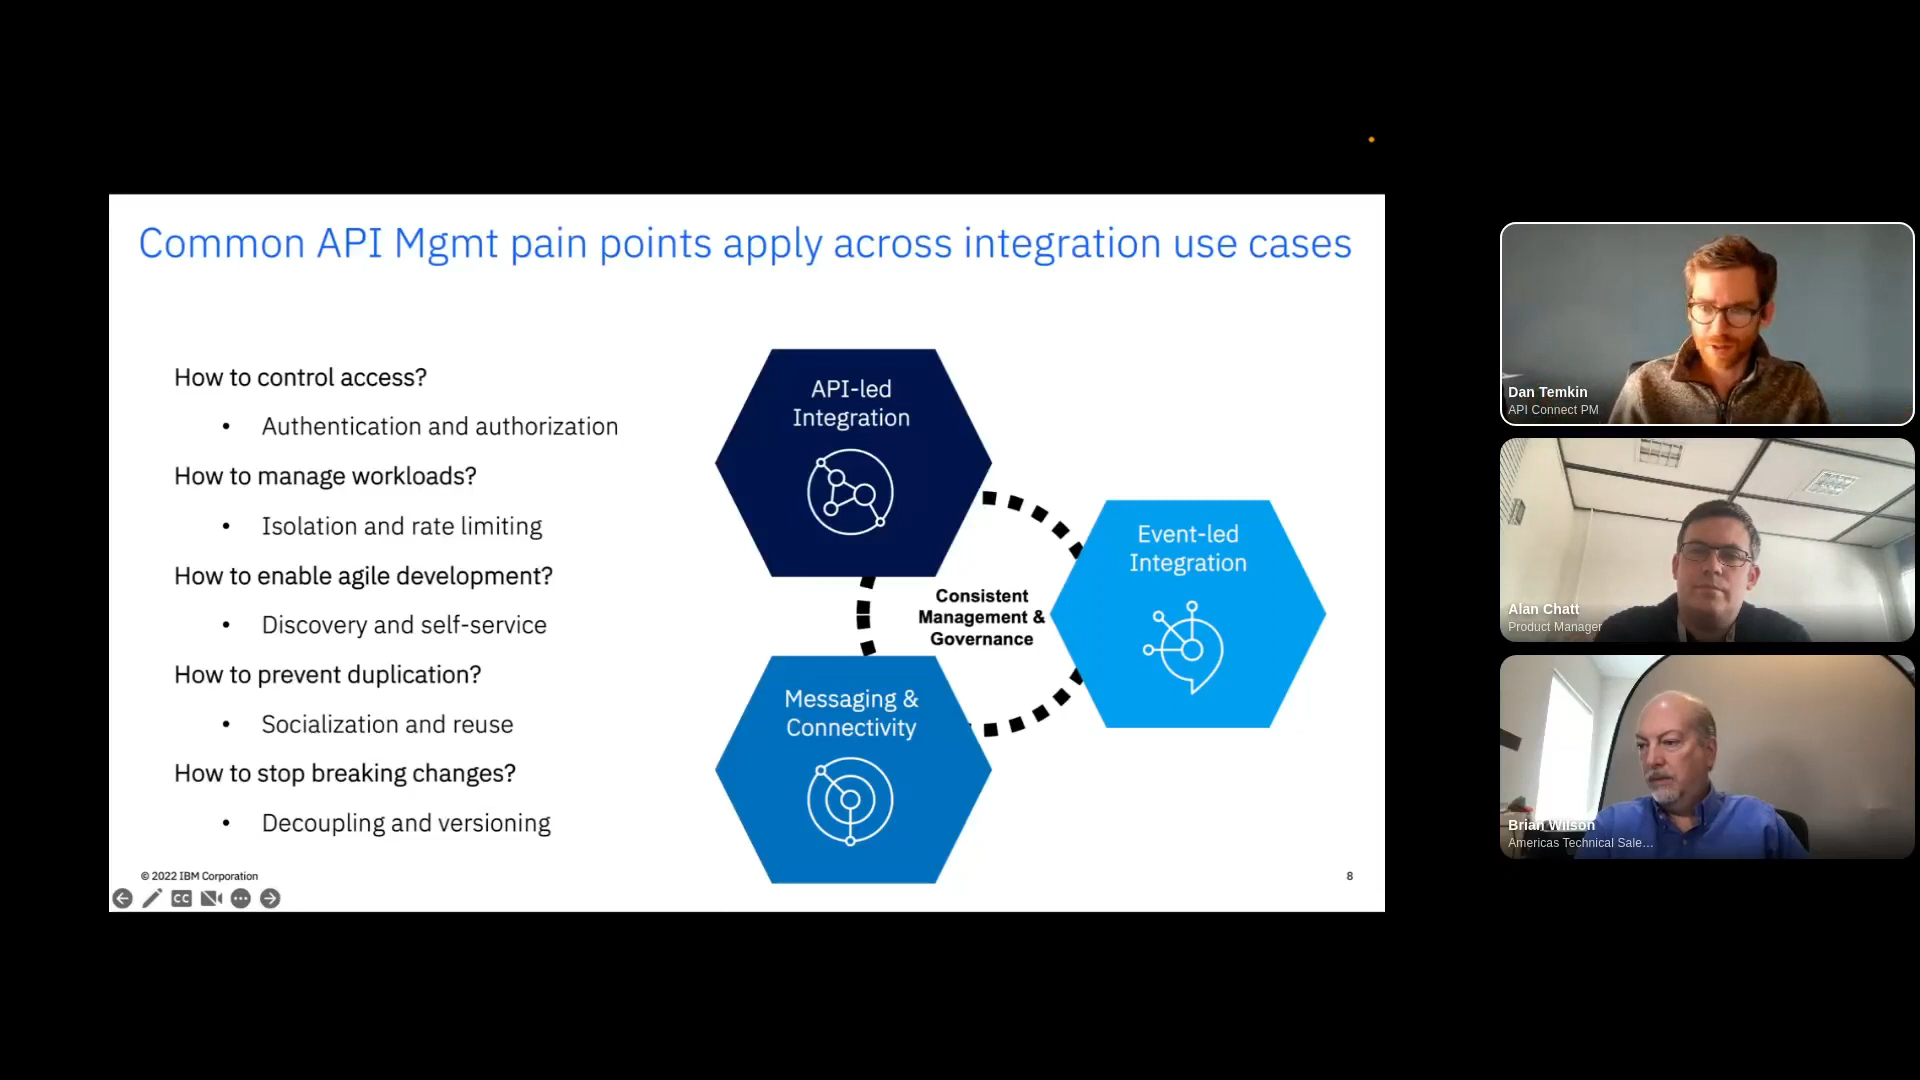 Common API Mgmt pain points apply across integration use cases
How to control access?
• Authentication and authorization
How to manage workloads?
• Isolation and rate limiting
How to enable agile development?
• Discovery and self-service
How to prevent duplication?
• Socialization and reuse
How to stop breaking changes?
• Decoupling and versioning
API-led
Integration
Event-led
Integration
Consistent
Management &
Governance
Messaging &
Connectivity
© 2022 IBM Corporation
8
CC
Dan Temkin
API Connect PM
Alan Chatt
Product Manager
Brian Wilson
Americas Technical Sale...